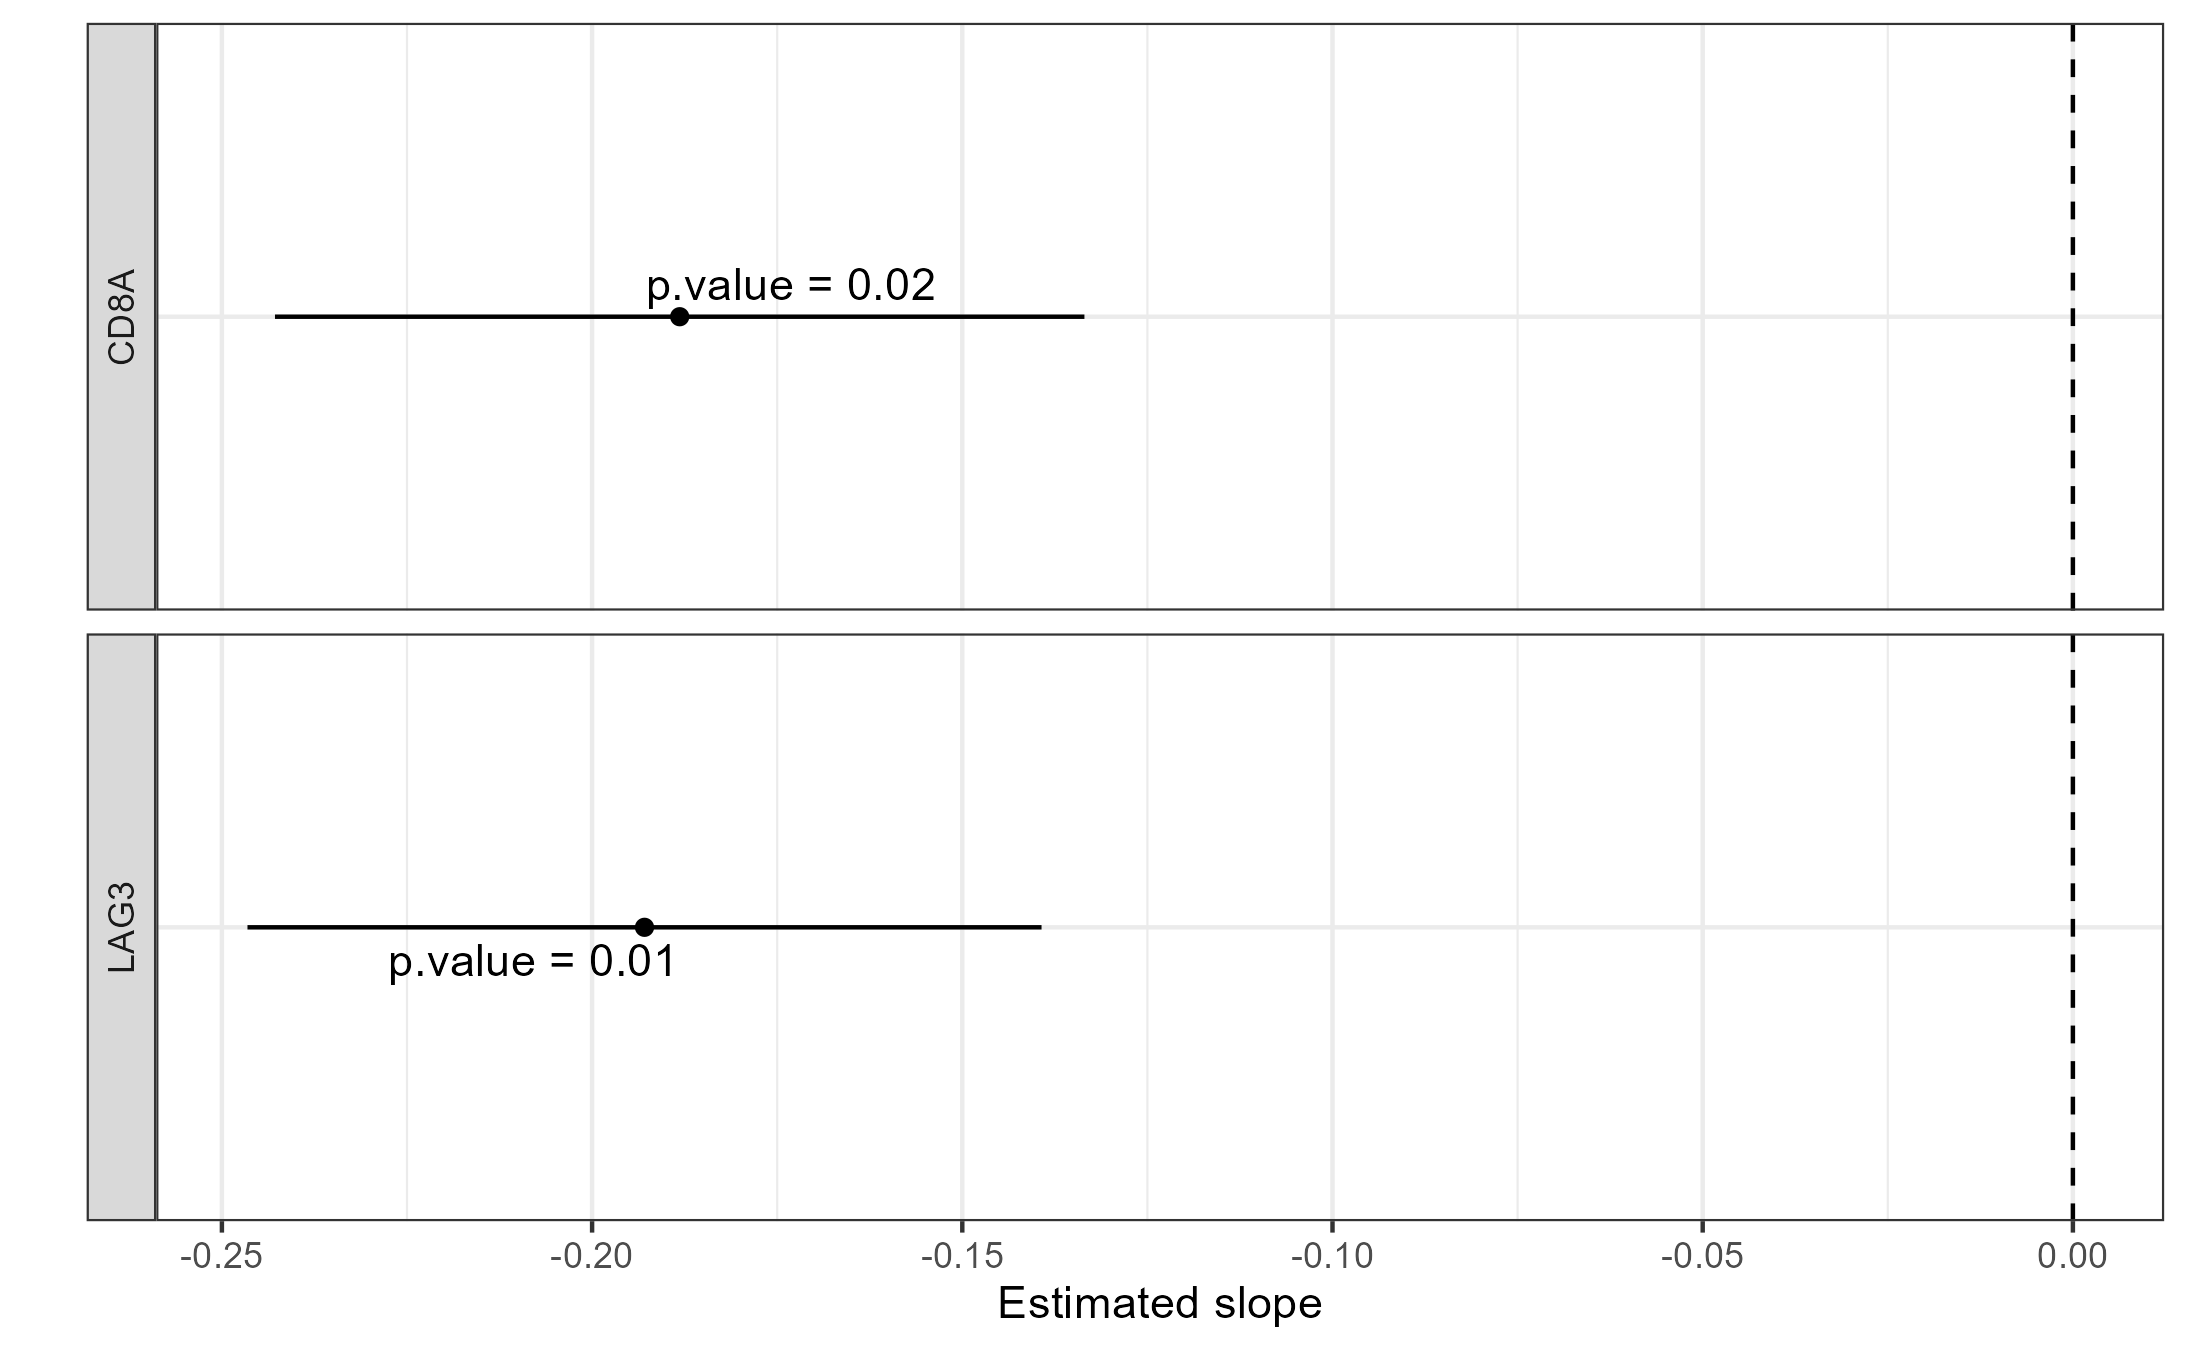 CD8A
p.value = 0.02
LAG3
p.value = 0.01
-0.25 -0.20 -0.15 -0.10 -0.05 0.00
Estimated slope